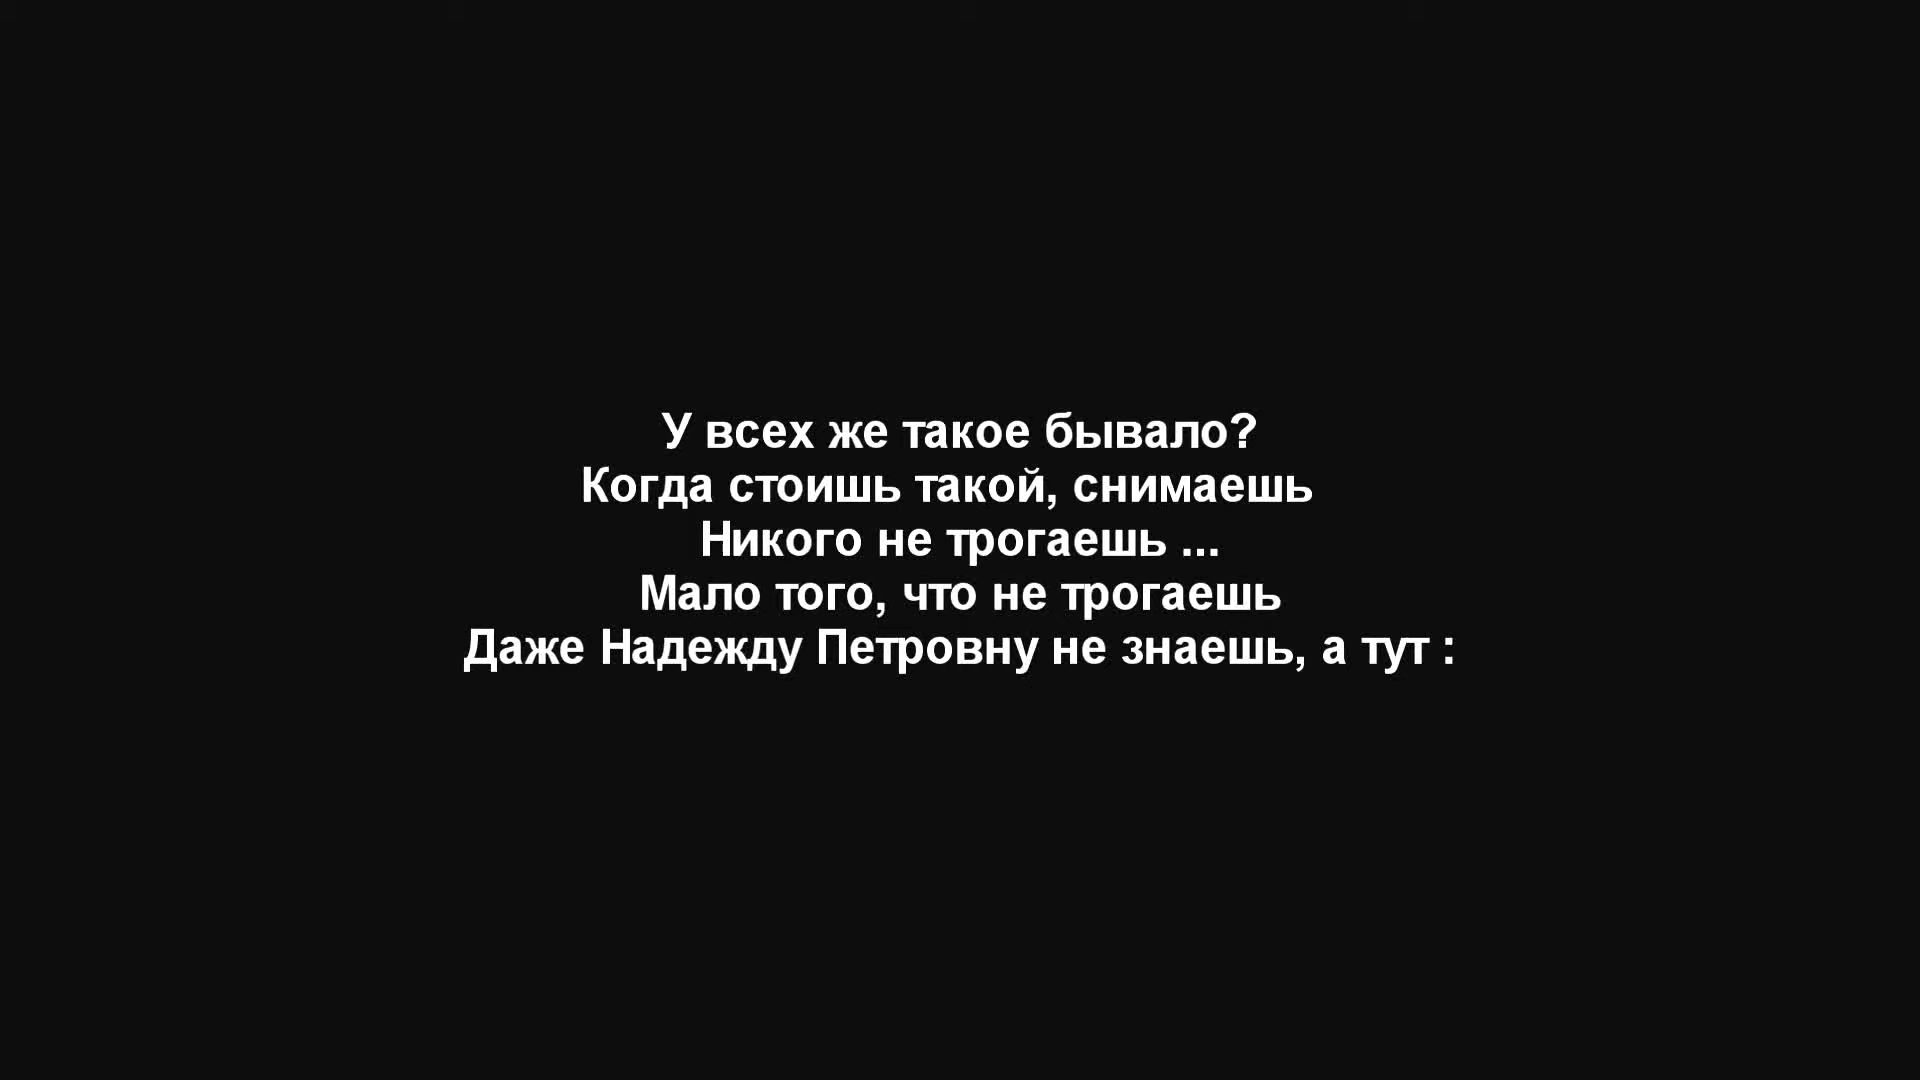 У всех же такое бывало?
Когда стоишь такой, снимаешь
Никого не трогаешь ...
Мало того, что не трогаешь
Даже Надежду Петровну не знаешь, а тут :